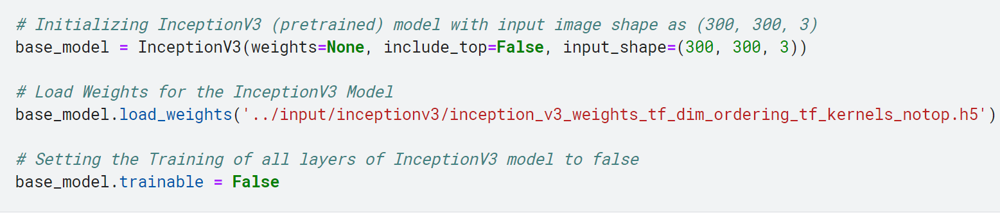 # Initializing InceptionV3 (pretrained) model with input image shape as (300, 300, 3)
base_model = InceptionV3(weights=None, include_top=False, input_shape=(300, 300, 3))
# Load Weights for the InceptionV3 Model
base_model.load_weights('../input/inceptionv3/inception_v3_weights_tf_dim_ordering_tf_kernels_notop.h5')
# Setting the Training of all layers of InceptionV3 model to false
base_model.trainable = False